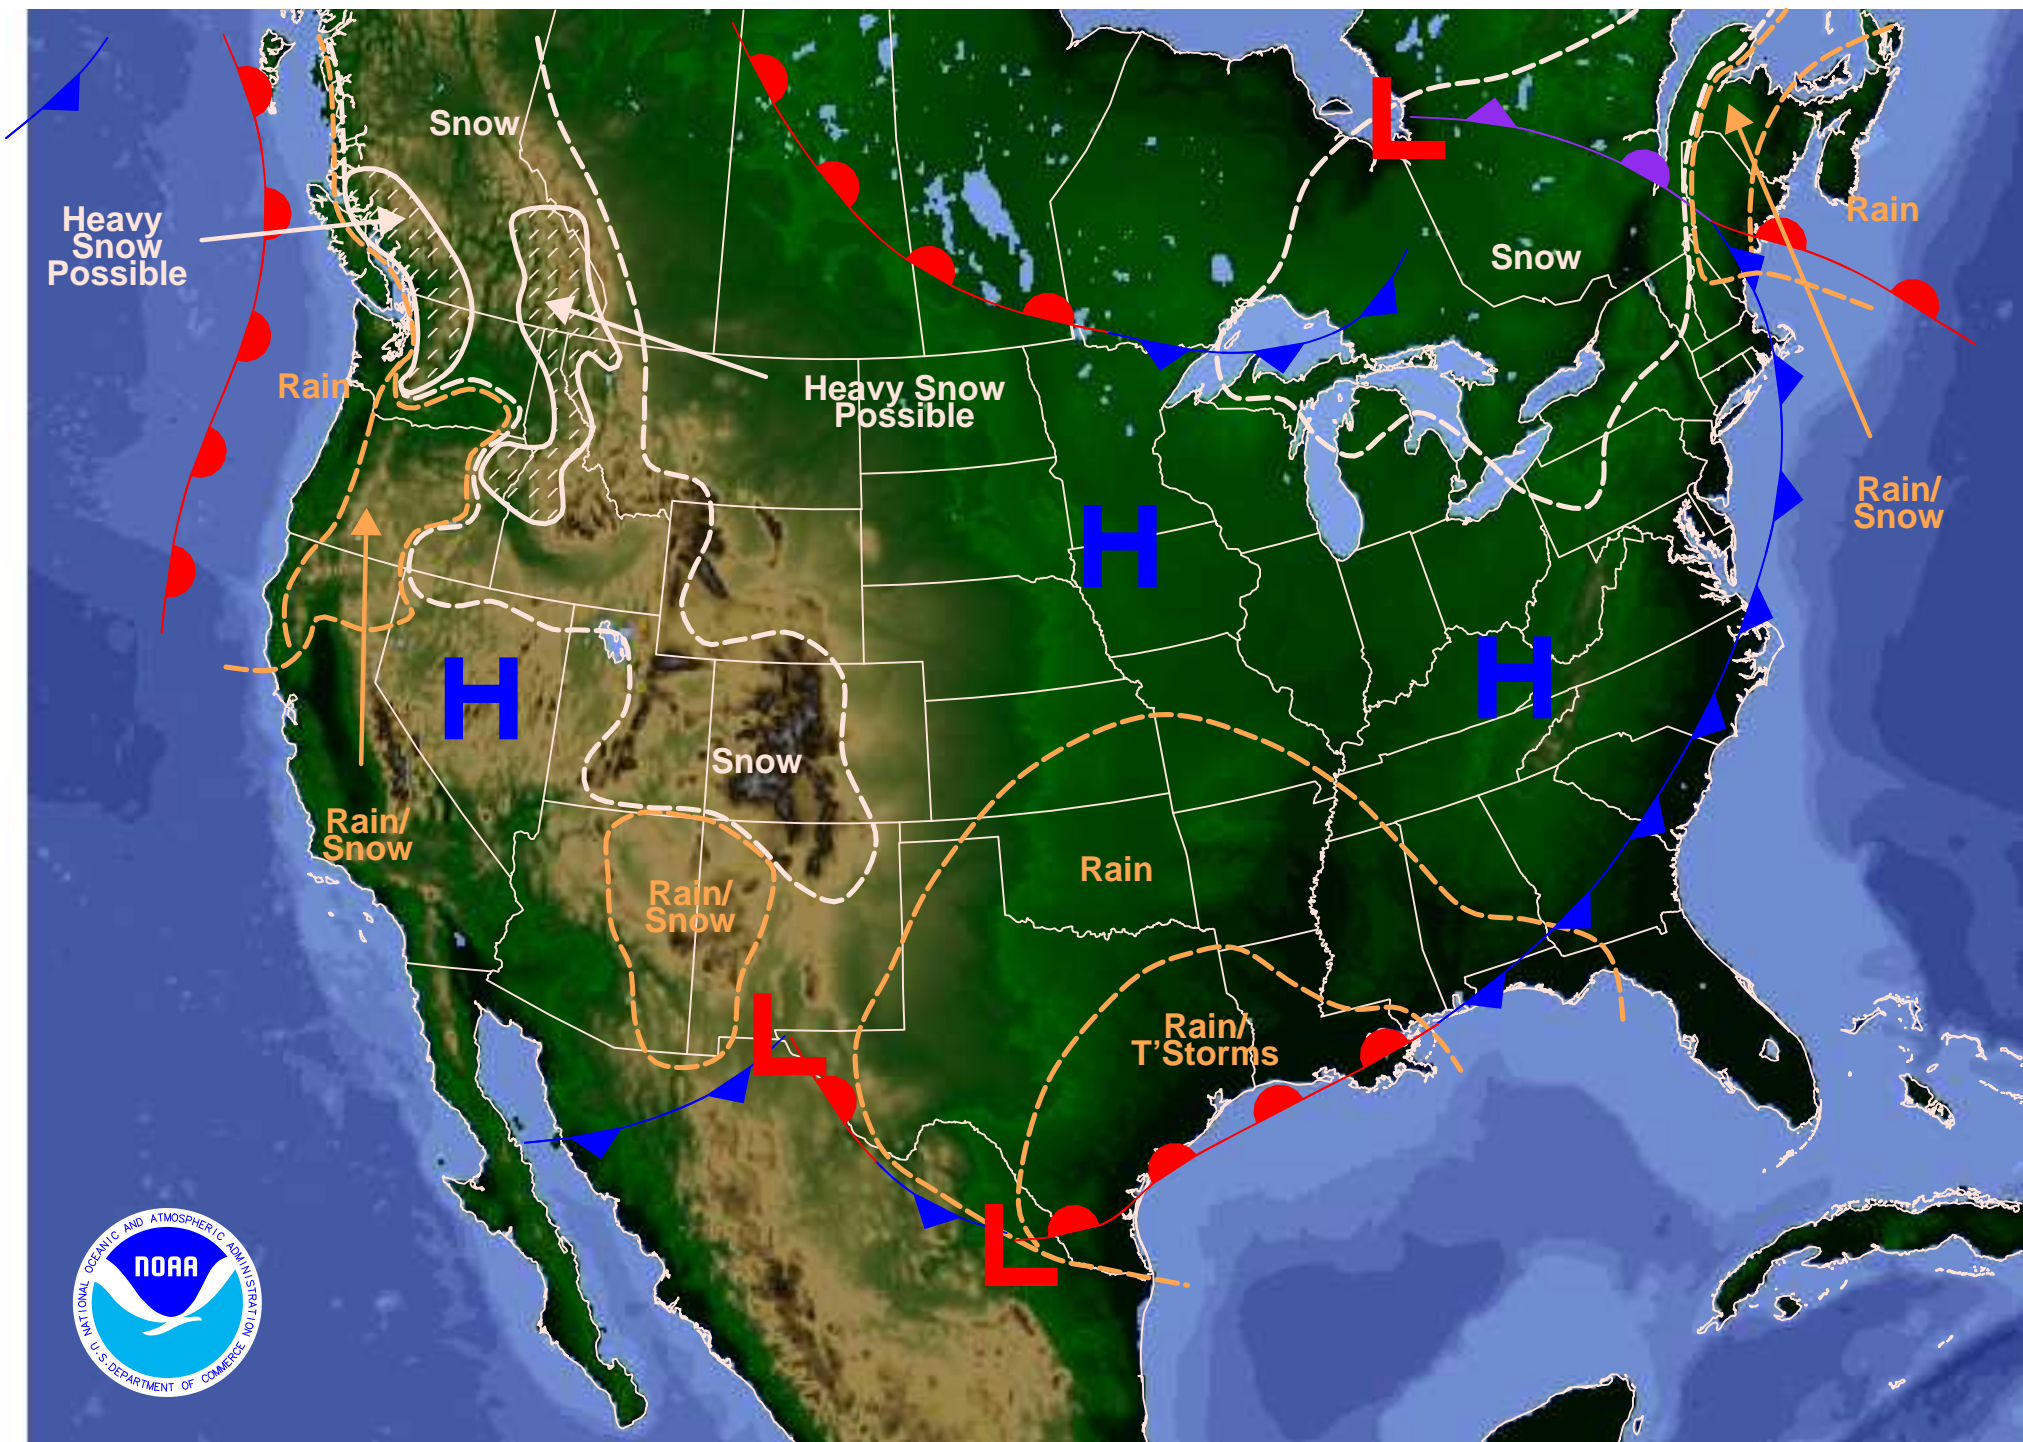 Snow
Heavy
Snow
Possible
L
Rain
Snow
Rain
Heavy Snow
Possible
Rain/
Snow
H
H
H
Snow
Rain/
Snow
Rain
Rain/
Snow
L
Rain/
T'Storms
L
NATIONAL OCEANIC AND ATMOSPHERIC ADMINISTRATION
NOAA
U.S. DEPARTMENT OF COMMERCE